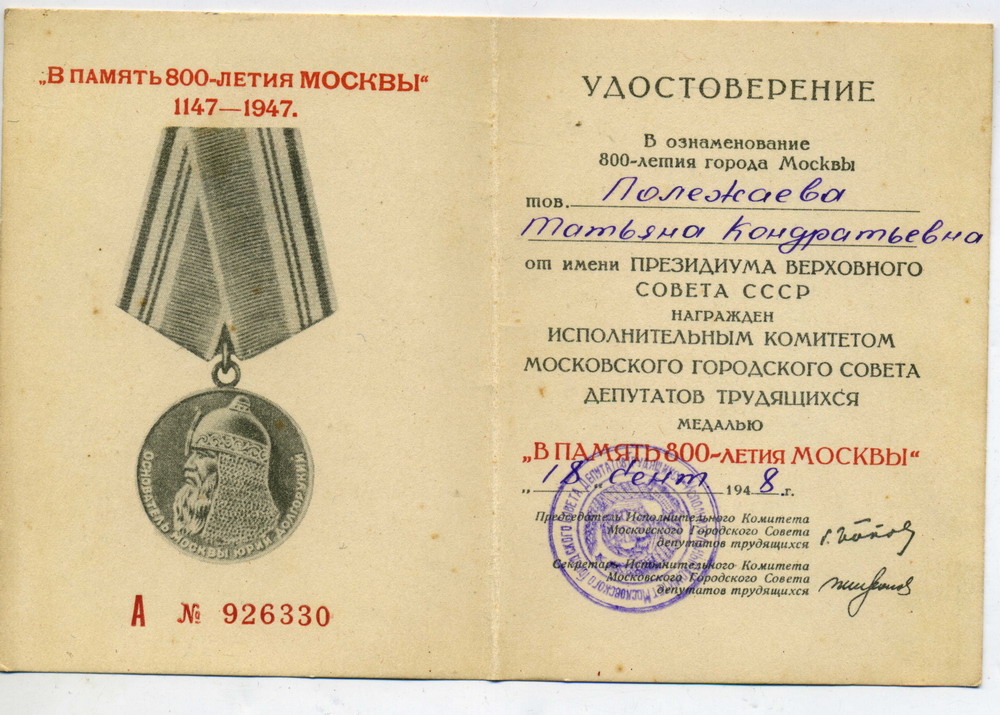 „В ПАМЯТЬ 800-ЛЕТИЯ МОСКВЫ“
1147—1947.
ОСНОВАТЕЛЬ МОСКВЫ ЮРИЙ ДОЛГОРУКИЙ
А № 926330
УДОСТОВЕРЕНИЕ
В ознаменование
800-летия города Москвы
тов. Полежаева
Татьяна Кондратьевна
от имени ПРЕЗИДИУМА ВЕРХОВНОГО
СОВЕТА СССР
НАГРАЖДЕН
ИСПОЛНИТЕЛЬНЫМ КОМИТЕТОМ
МОСКОВСКОГО ГОРОДСКОГО СОВЕТА
ДЕПУТАТОВ ТРУДЯЩИХСЯ
МЕДАЛЬЮ
„В ПАМЯТЬ 800-ЛЕТИЯ МОСКВЫ“
„18“ сент 1948.г.
Председатель Исполнительного Комитета
Московского Городского Совета
депутатов трудящихся
Секретарь Исполнительного Комитета
Московского Городского Совета
депутатов трудящихся